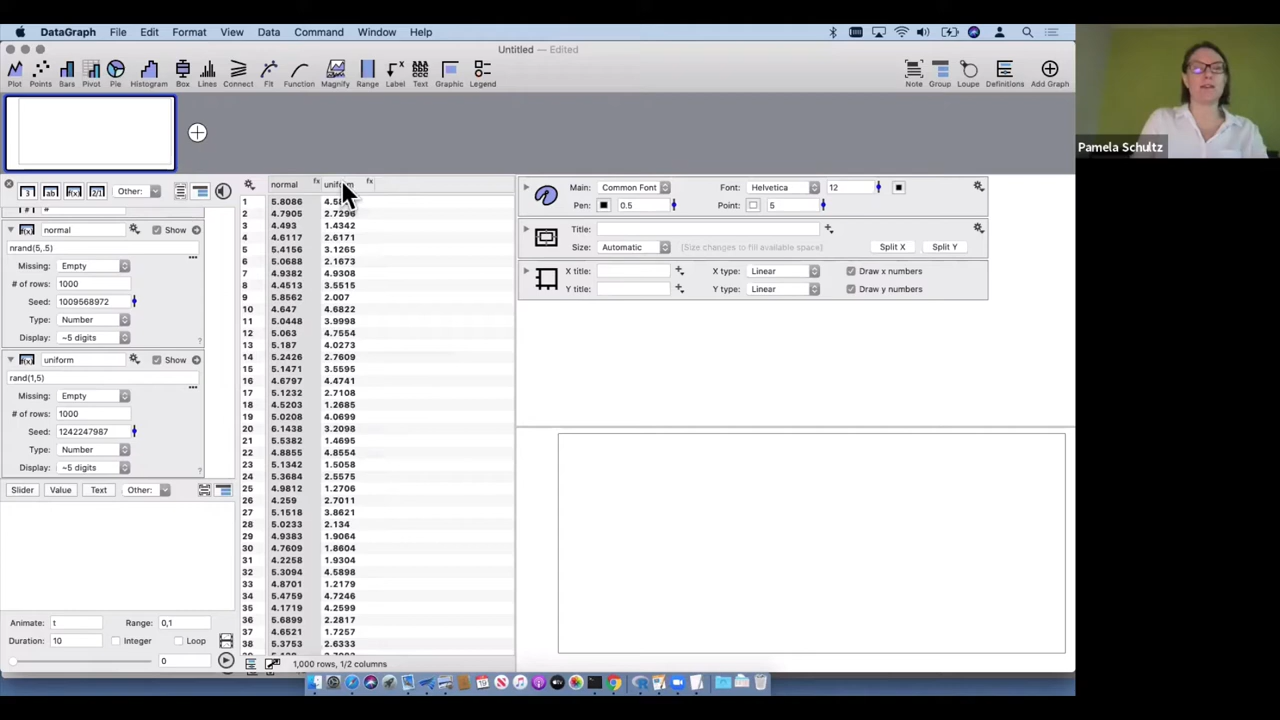 DataGraph File Edit Format View Data Command Window Help
Untitled — Edited
Plot Points Bars Pivot Pie Histogram Box Lines Connect Fit Function Magnify Range Label Text Graphic Legend Note Group Loupe Definitions Add Graph
Pamela Schultz
Other:
#
normal Show
nrand(5,.5)
Missing: Empty
# of rows: 1000
Seed: 1009568972
Type: Number
Display: ~5 digits
?
uniform Show
rand(1,5)
Missing: Empty
# of rows: 1000
Seed: 1242247987
Type: Number
Display: ~5 digits
?
Slider Value Text Other:
Animate: t Range: 0,1
Duration: 10 Integer Loop
0
normal fx fx
1 5.8086
2 4.7905 2.7296
3 4.493 1.4342
4 4.6117 2.6171
5 5.4156 3.1265
6 5.0688 2.1673
7 4.9382 4.9308
8 4.4513 3.5515
9 5.8562 2.007
10 4.647 4.6822
11 5.0448 3.9998
12 5.063 4.7554
13 5.187 4.0273
14 5.2426 2.7609
15 5.1471 3.5595
16 4.6797 4.4741
17 5.1232 2.7108
18 4.5203 1.2685
19 5.0208 4.0699
20 6.1438 3.2098
21 5.5382 1.4695
22 4.8855 4.8554
23 5.1342 1.5058
24 5.3684 2.5575
25 4.9812 1.2706
26 4.259 2.7011
27 5.1518 3.8621
28 5.0233 2.134
29 4.9383 1.9064
30 4.7609 1.8604
31 4.2258 1.9304
32 5.3094 4.5898
33 4.8701 1.2179
34 5.4759 4.7246
35 4.1719 4.2599
36 5.6899 2.2817
37 4.6521 1.7257
38 5.3753 2.6333
1,000 rows, 1/2 columns
Main: Common Font Font: Helvetica 12
Pen: 0.5 Point: 5
Title:
Size: Automatic (Size changes to fill available space) Split X Split Y
X title: X type: Linear Draw x numbers
Y title: Y type: Linear Draw y numbers